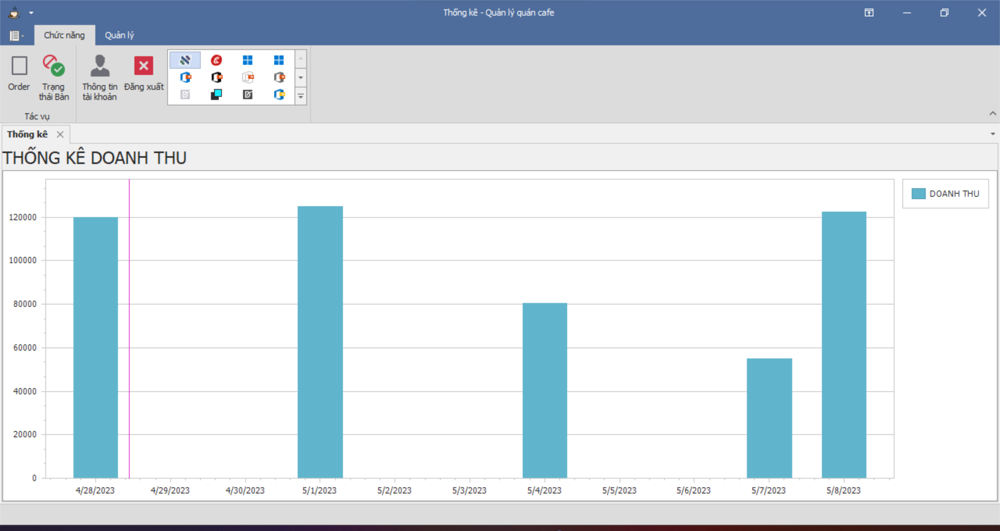 Thống kê - Quản lý quán cafe
Chức năng
Quản lý
Order
Trạng thái Bàn
Thông tin tài khoản
Đăng xuất
Tác vụ
Thống kê
THỐNG KÊ DOANH THU
DOANH THU
120000
100000
80000
60000
40000
20000
0
4/28/2023
4/29/2023
4/30/2023
5/1/2023
5/2/2023
5/3/2023
5/4/2023
5/5/2023
5/6/2023
5/7/2023
5/8/2023